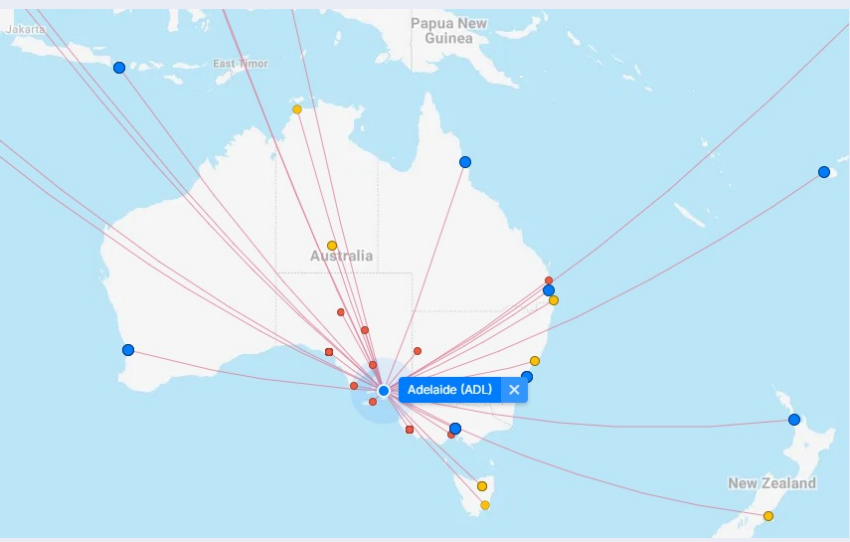 Papua New
Guinea
Jakarta
East Timor
Australia
Adelaide (ADL) ✕
New Zealand